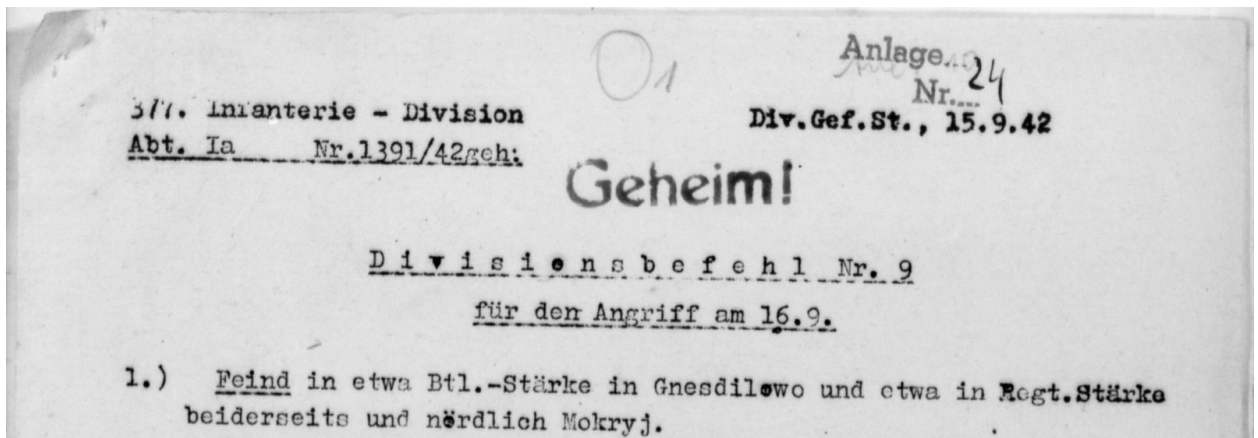 1
Anlage
Nr.... 24
377. Infanterie - Division
Div.Gef.St., 15.9.42
Abt. Ia Nr.1391/42geh.
Geheim!
Divisionsbefehl Nr. 9
für den Angriff am 16.9.
1.) Feind in etwa Btl.-Stärke in Gnesdilowo und etwa in Regt.Stärke
beiderseits und nördlich Mokryj.